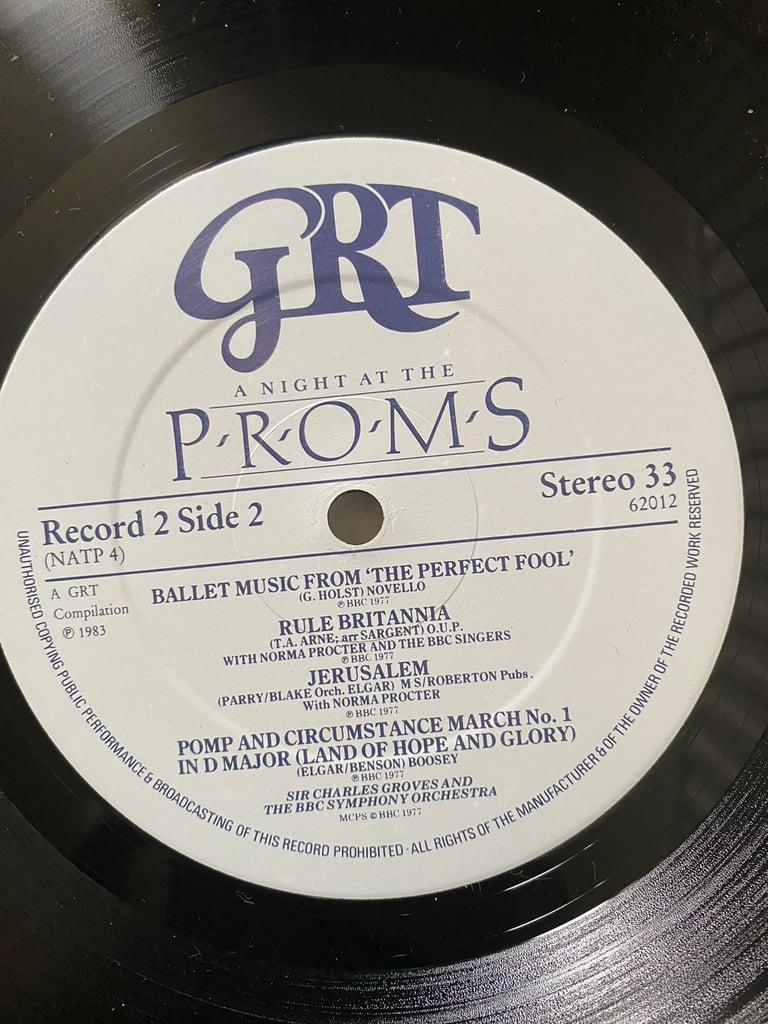 GRT
A NIGHT AT THE
P·R·O·M·S
Record 2 Side 2
(NATP 4)
Stereo 33
62012
A GRT
Compilation
℗ 1983
BALLET MUSIC FROM ‘THE PERFECT FOOL’
(G. HOLST) NOVELLO
℗ BBC 1977
RULE BRITANNIA
(T.A. ARNE; arr SARGENT) O.U.P.
WITH NORMA PROCTER AND THE BBC SINGERS
℗ BBC 1977
JERUSALEM
(PARRY/BLAKE Orch. ELGAR) M S/ROBERTON Pubs.
With NORMA PROCTER
℗ BBC 1977
POMP AND CIRCUMSTANCE MARCH No. 1
IN D MAJOR (LAND OF HOPE AND GLORY)
(ELGAR/BENSON) BOOSEY
℗ BBC 1977
SIR CHARLES GROVES AND
THE BBC SYMPHONY ORCHESTRA
MCPS © BBC 1977
UNAUTHORISED COPYING PUBLIC PERFORMANCE & BROADCASTING OF THIS RECORD PROHIBITED · ALL RIGHTS OF THE MANUFACTURER & OF THE OWNER OF THE RECORDED WORK RESERVED